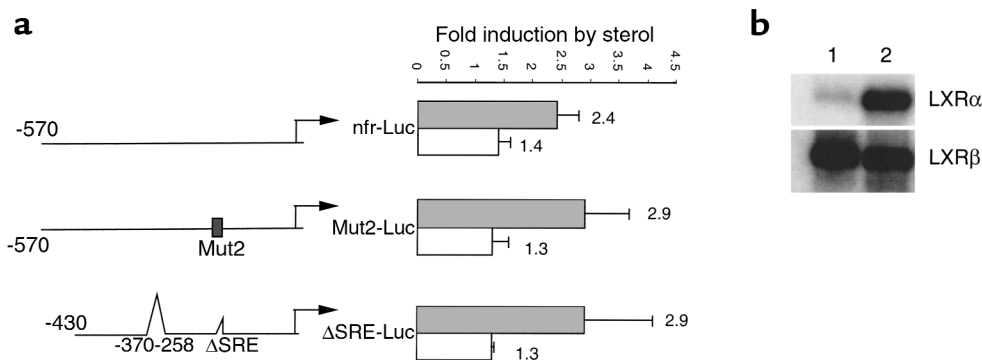 a
Fold induction by sterol
0 0.5 1 1.5 2 2.5 3 3.5 4 4.5
-570
nfr-Luc
2.4
1.4
-570
Mut2
Mut2-Luc
2.9
1.3
-430
-370-258 ΔSRE
ΔSRE-Luc
2.9
1.3
b
1 2
LXRα
LXRβ